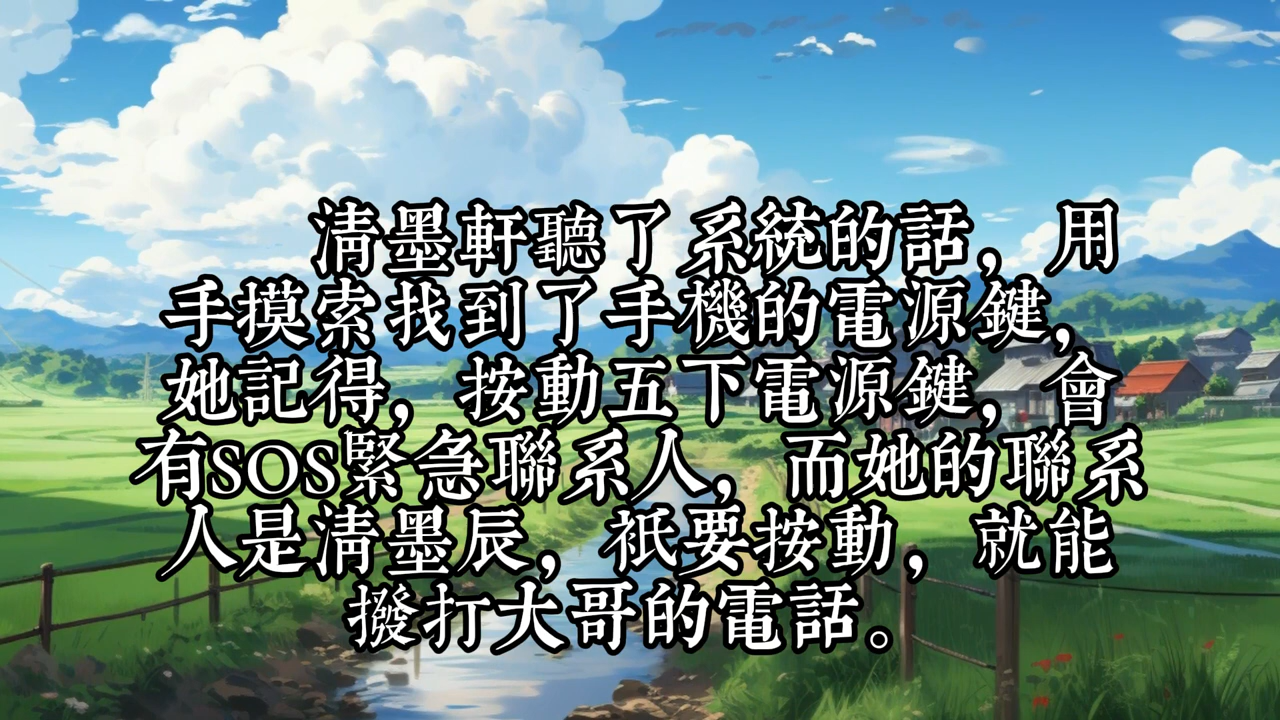 清墨軒聽了系統的話，用
手摸索找到了手機的電源鍵，
她記得，按動五下電源鍵，會
有SOS緊急聯系人，而她的聯系
人是清墨辰，祇要按動，就能
撥打大哥的電話。